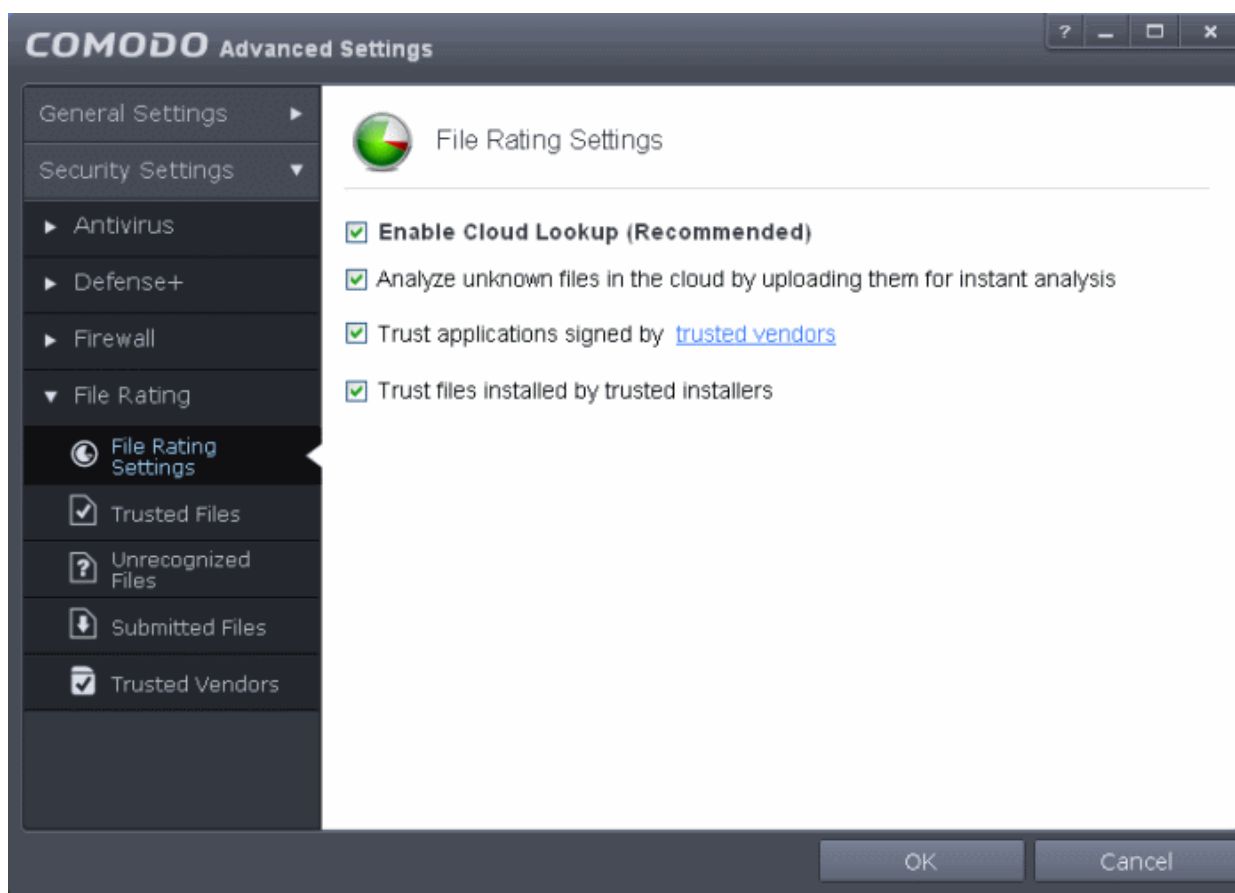 COMODO Advanced Settings
?
General Settings
Security Settings
Antivirus
Defense+
Firewall
File Rating
File Rating
Settings
Trusted Files
?
Unrecognized
Files
Submitted Files
Trusted Vendors
File Rating Settings
Enable Cloud Lookup (Recommended)
Analyze unknown files in the cloud by uploading them for instant analysis
Trust applications signed by trusted vendors
Trust files installed by trusted installers
OK
Cancel